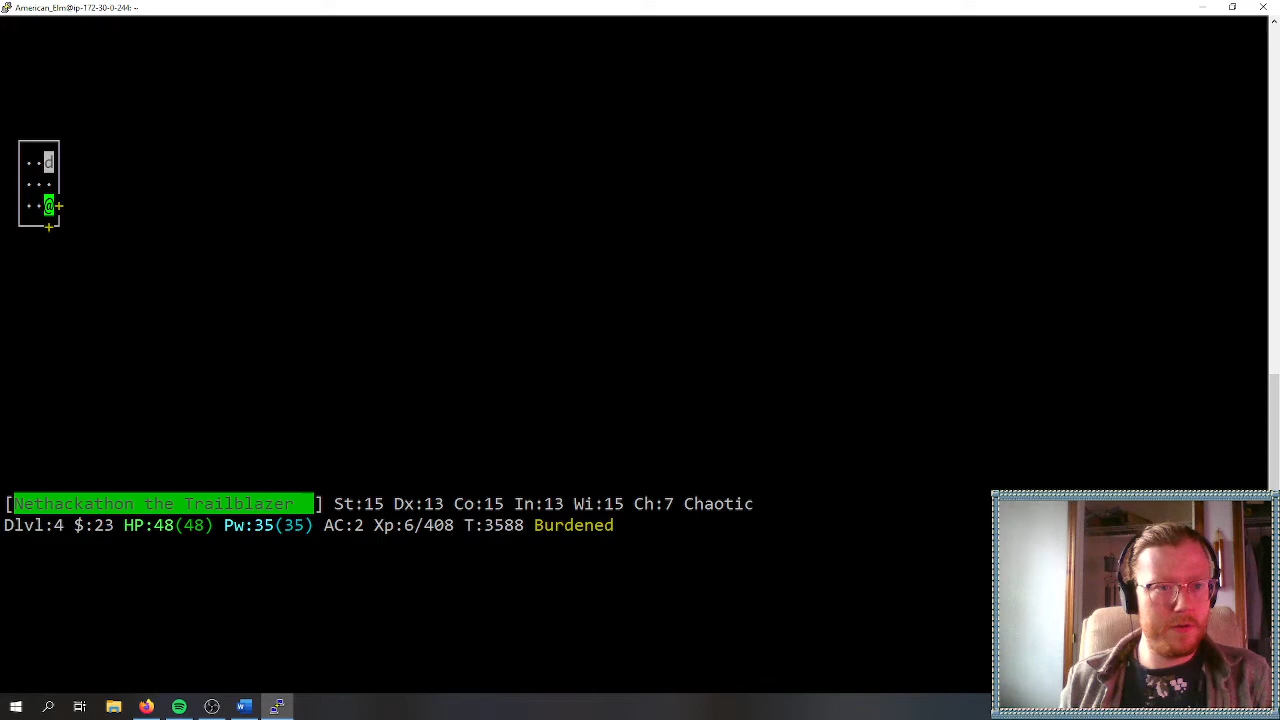 American_Elm@ip-172-30-0-244: ~
. . d
. . .
. . @ +
+
[Nethackathon the Trailblazer  ] St:15 Dx:13 Co:15 In:13 Wi:15 Ch:7 Chaotic
Dlvl:4 $:23 HP:48(48) Pw:35(35) AC:2 Xp:6/408 T:3588 Burdened